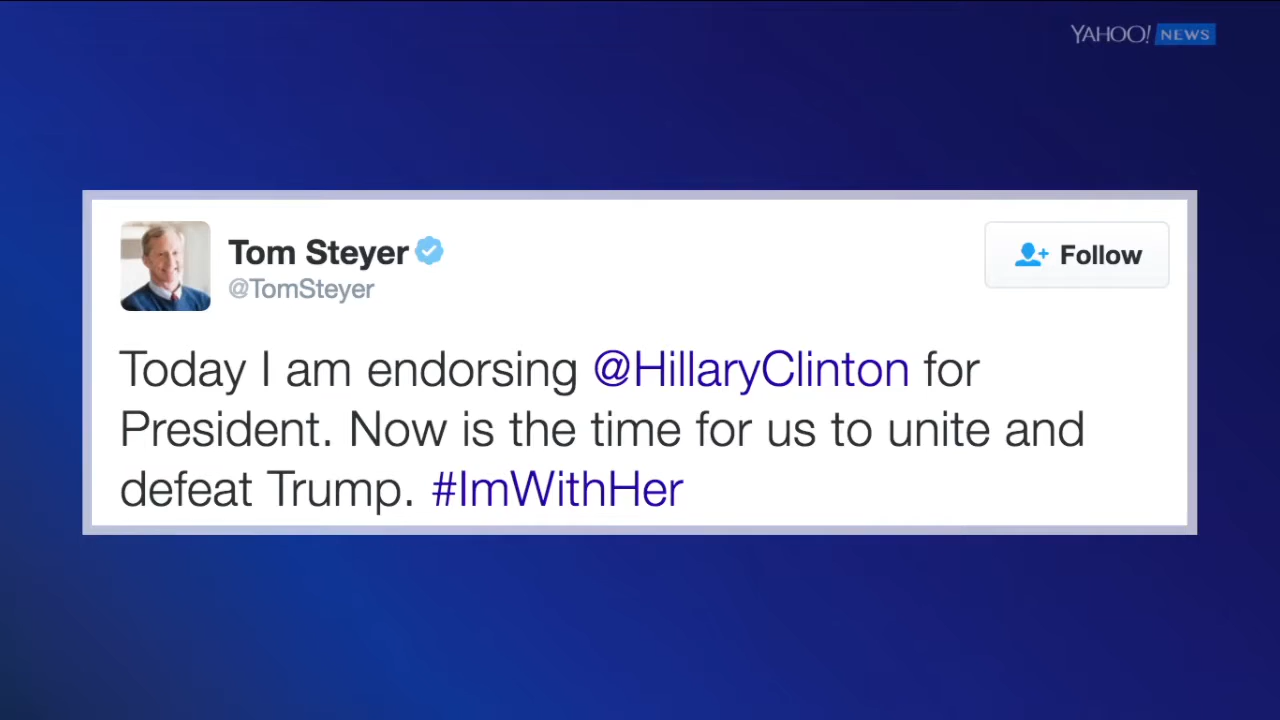 YAHOO! NEWS
Tom Steyer
@TomSteyer
Follow
Today I am endorsing @HillaryClinton for
President. Now is the time for us to unite and
defeat Trump. #ImWithHer